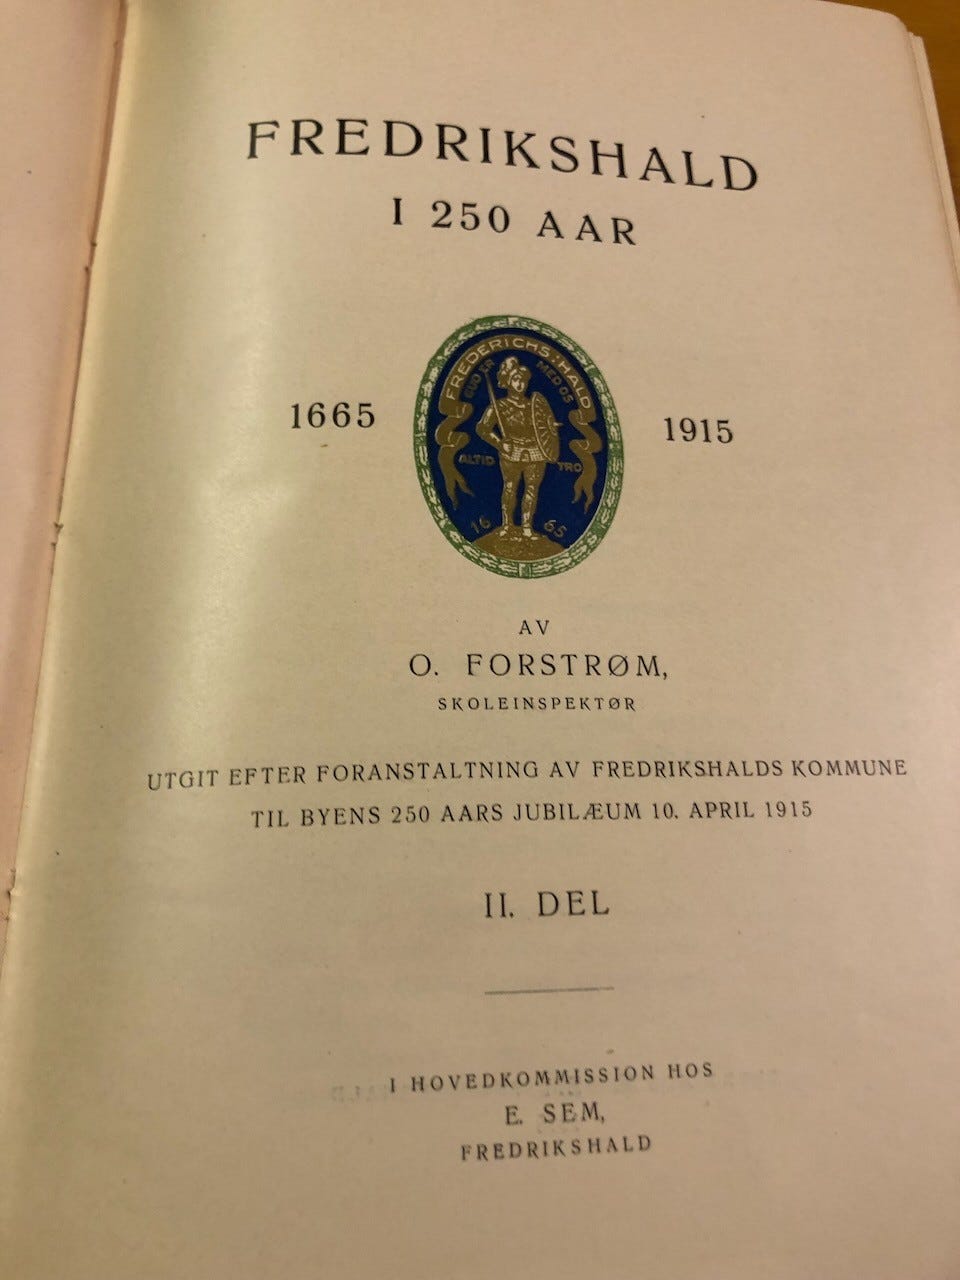 FREDRIKSHALD
I 250 AAR
1665
FREDERICHS:HALD
GUD ER MED OS
ALTID TRO
16 65
1915
AV
O. FORSTRØM,
SKOLEINSPEKTØR
UTGIT EFTER FORANSTALTNING AV FREDRIKSHALDS KOMMUNE
TIL BYENS 250 AARS JUBILÆUM 10. APRIL 1915
II. DEL
I HOVEDKOMMISSION HOS
E. SEM,
FREDRIKSHALD